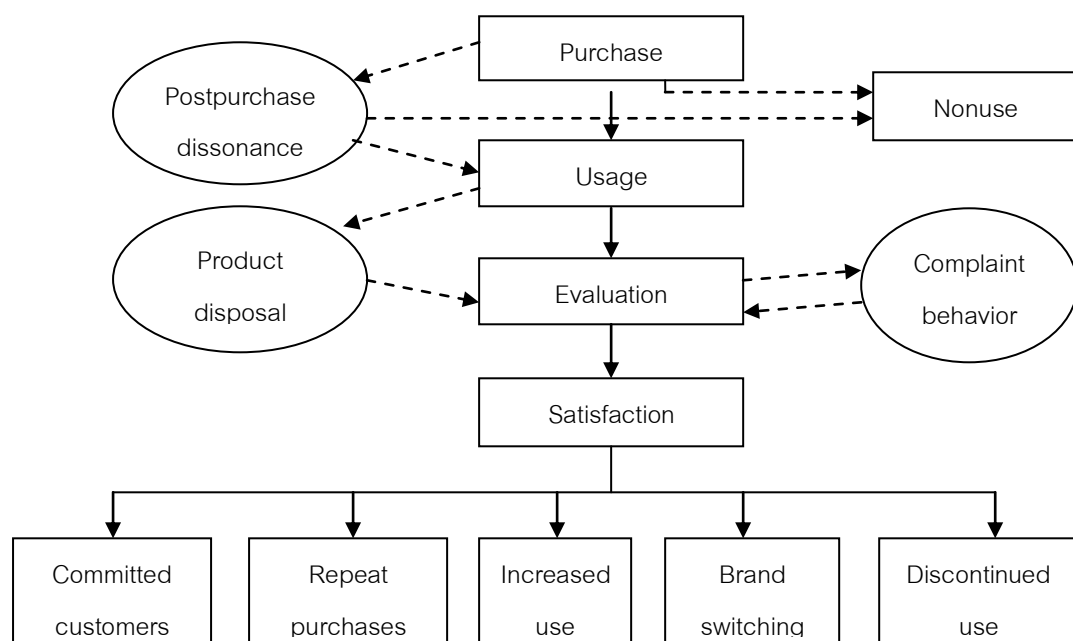 Purchase
Postpurchase
dissonance
Nonuse
Usage
Product
disposal
Evaluation
Complaint
behavior
Satisfaction
Committed
customers
Repeat
purchases
Increased
use
Brand
switching
Discontinued
use